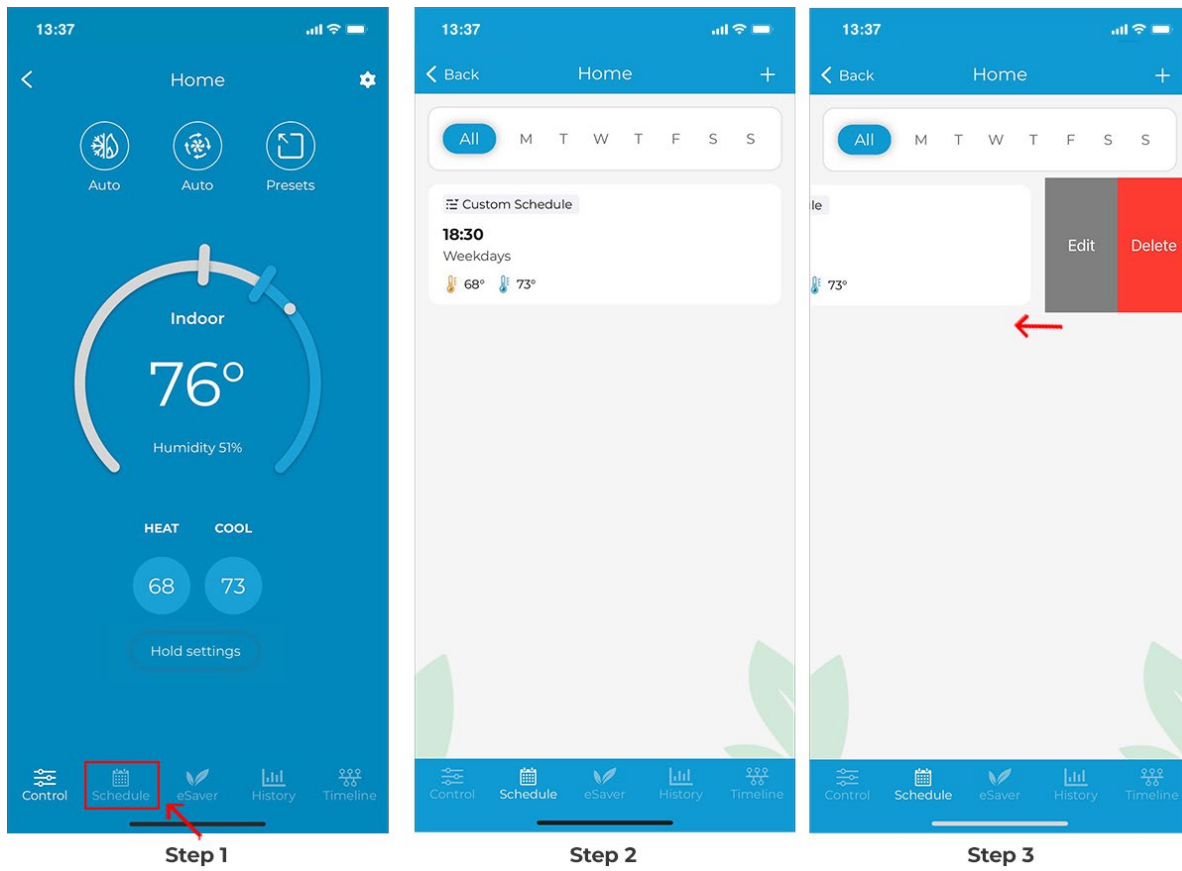 13:37
Home
Auto Auto Presets
Indoor
76°
Humidity 51%
HEAT COOL
68 73
Hold settings
Control Schedule eSaver History Timeline
Step 1
13:37
Back Home +
All M T W T F S S
Custom Schedule
18:30
Weekdays
68° 73°
Control Schedule eSaver History Timeline
Step 2
13:37
Back Home +
All M T W T F S S
le
Edit Delete
73°
Control Schedule eSaver History Timeline
Step 3